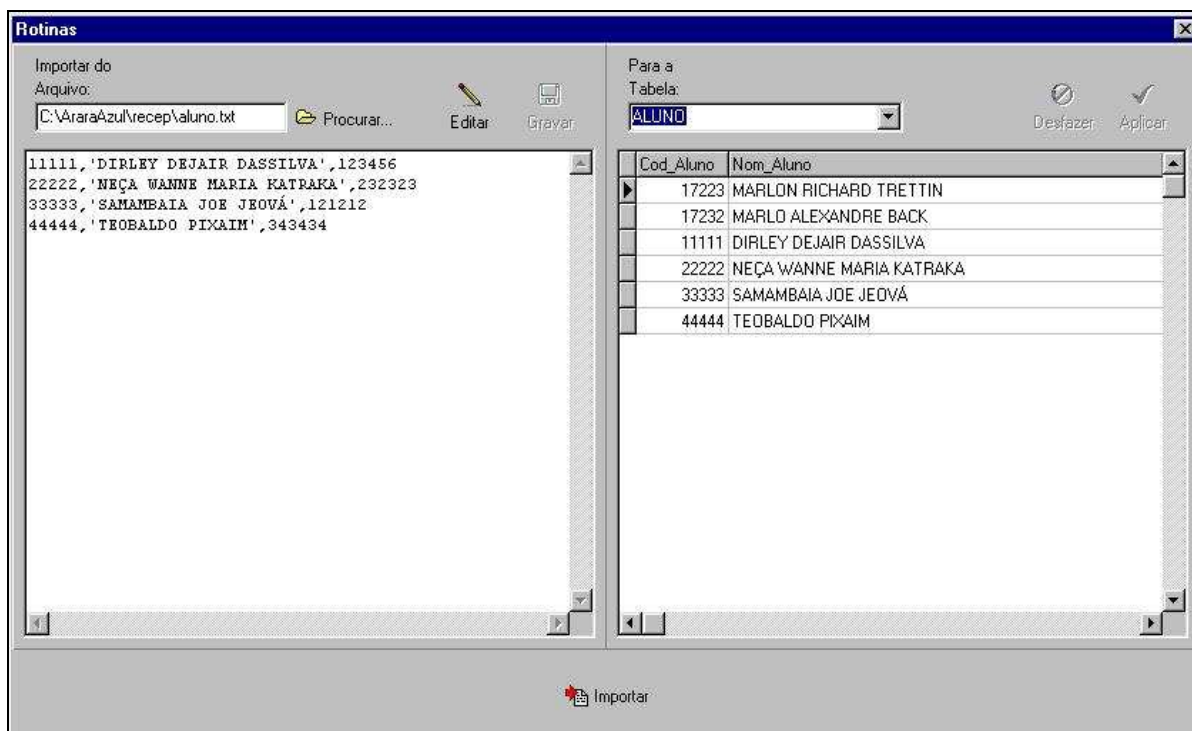 Rotinas
Importar do
Arquivo:
C:\AraraAzul\recep\aluno.txt
Procurar...
Editar
Gravar
11111,'DIRLEY DEJAIR DASSILVA',123456
22222,'NEÇA WANNE MARIA KATRAKA',232323
33333,'SAMAMBAIA JOE JEOVÁ',121212
44444,'TEOBALDO PIXAIM',343434
Para a
Tabela:
ALUNO
Desfazer
Aplicar
Cod_Aluno Nom_Aluno
17223 MARLON RICHARD TRETTIN
17232 MARLO ALEXANDRE BACK
11111 DIRLEY DEJAIR DASSILVA
22222 NEÇA WANNE MARIA KATRAKA
33333 SAMAMBAIA JOE JEOVÁ
44444 TEOBALDO PIXAIM
Importar